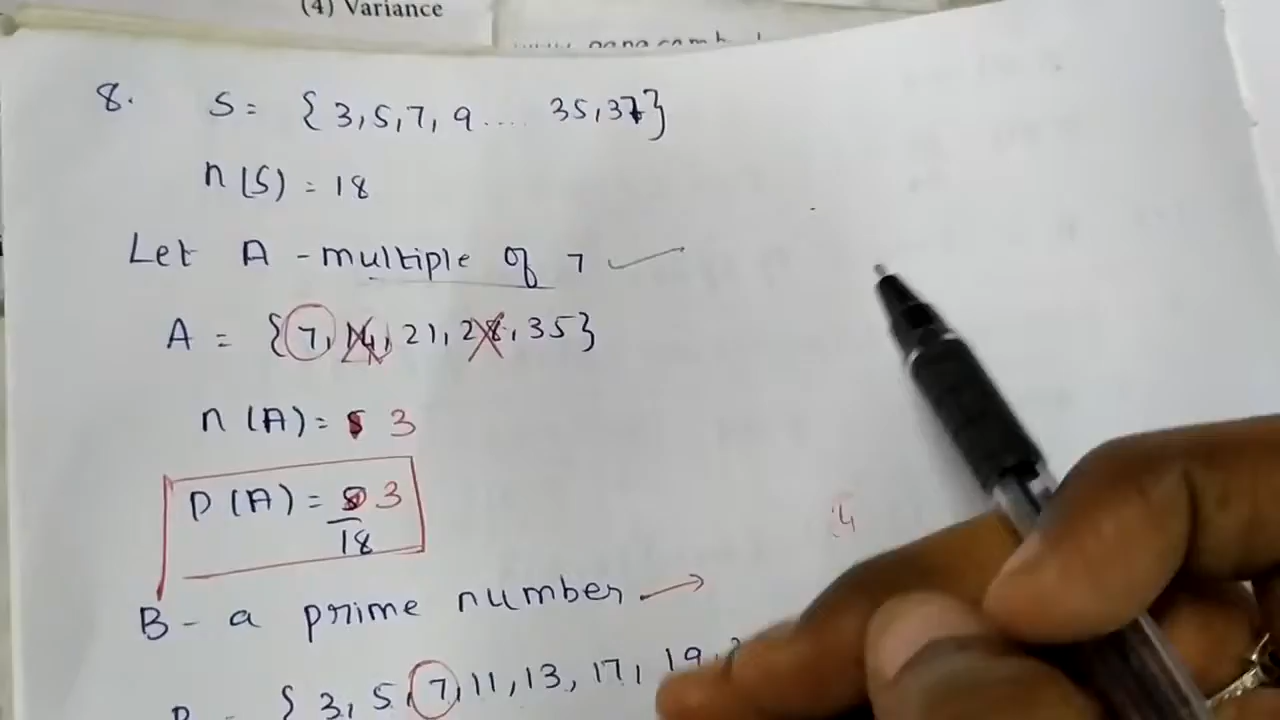 (4) Variance
8. S = { 3, 5, 7, 9 .... 35, 37}
n(S) = 18
Let A - multiple of 7
A = {7, 14, 21, 28, 35}
n(A) = 5 3
P(A) = 5 3
18
4
B - a prime number →
B = { 3, 5, 7, 11, 13, 17, 19,